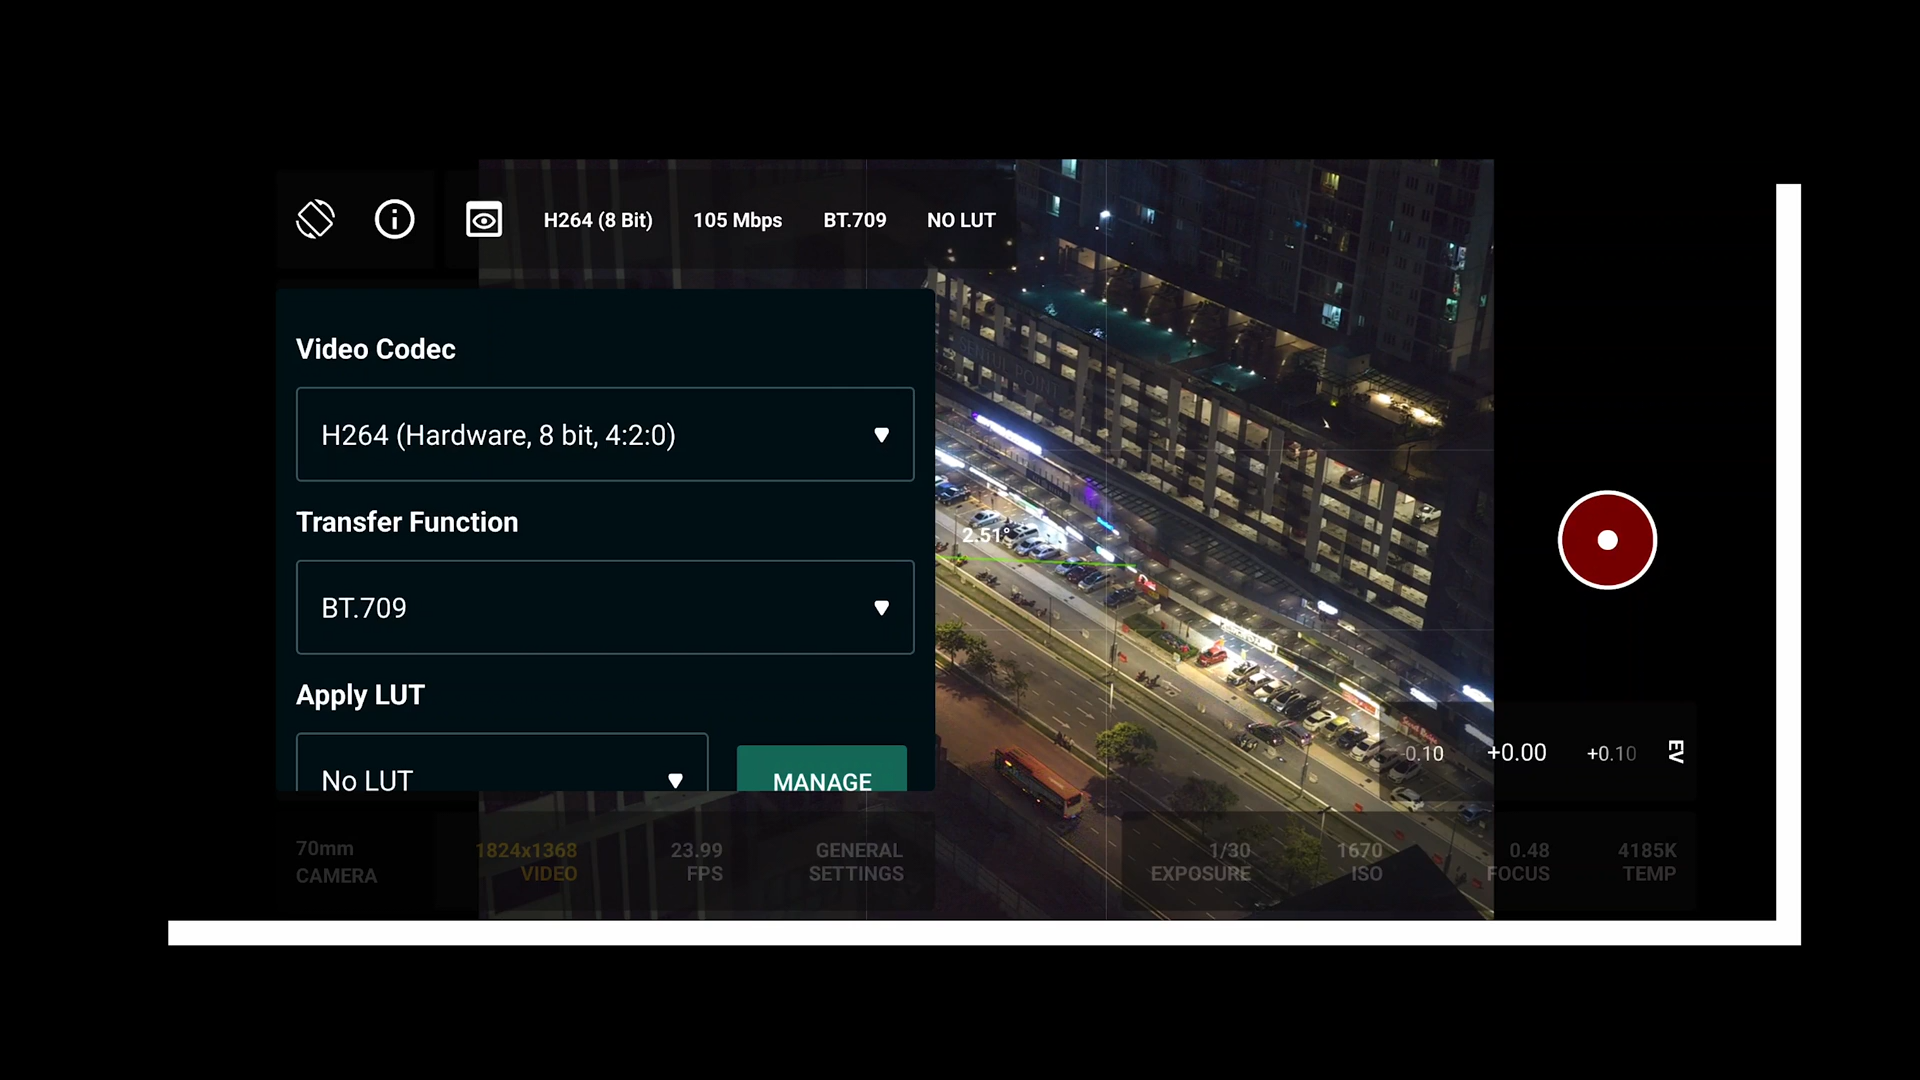 H264 (8 Bit) 105 Mbps BT.709 NO LUT
Video Codec
H264 (Hardware, 8 bit, 4:2:0)
Transfer Function
BT.709
Apply LUT
No LUT MANAGE
SENTUL POINT
2.51°
-0.10 +0.00 +0.10 EV
70mm 1824x1368 23.99 GENERAL 1/30 1670 0.48 4185K
CAMERA VIDEO FPS SETTINGS EXPOSURE ISO FOCUS TEMP